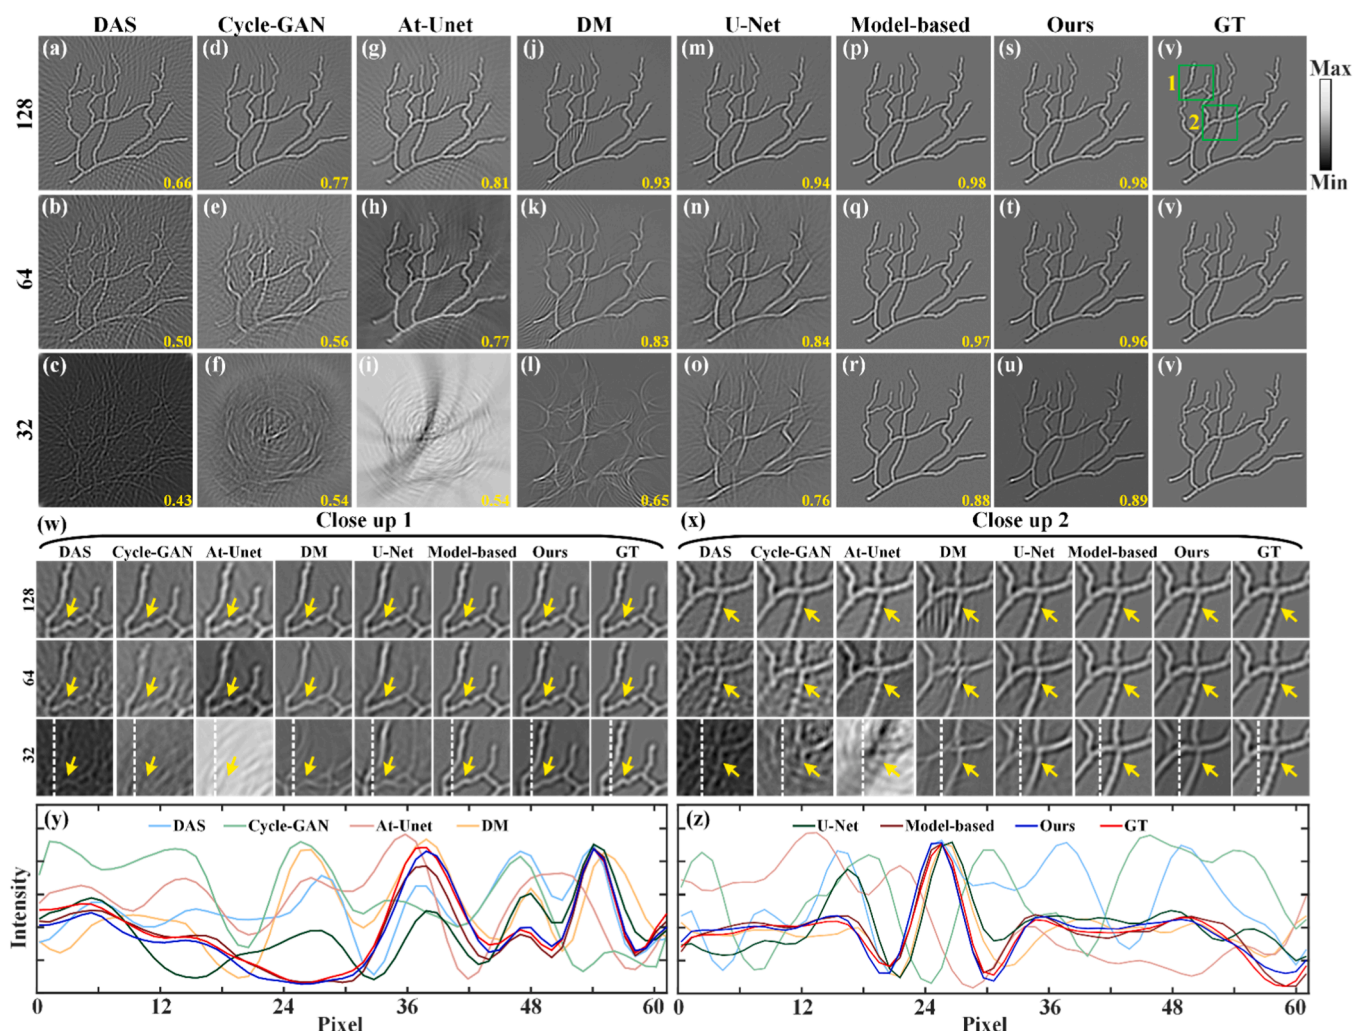 DAS Cycle-GAN At-Unet DM U-Net Model-based Ours GT
128 (a) (d) (g) (j) (m) (p) (s) (v) Max
1
2
0.66 0.77 0.81 0.93 0.94 0.98 0.98 Min
64 (b) (e) (h) (k) (n) (q) (t) (v)
0.50 0.56 0.77 0.83 0.84 0.97 0.96
32 (c) (f) (i) (l) (o) (r) (u) (v)
0.43 0.54 0.54 0.65 0.76 0.88 0.89
(w) Close up 1
DAS Cycle-GAN At-Unet DM U-Net Model-based Ours GT
128
64
32
(x) Close up 2
DAS Cycle-GAN At-Unet DM U-Net Model-based Ours GT
128
64
32
(y) DAS Cycle-GAN At-Unet DM
Intensity
0 12 24 36 48 60
Pixel
(z) U-Net Model-based Ours GT
0 12 24 36 48 60
Pixel